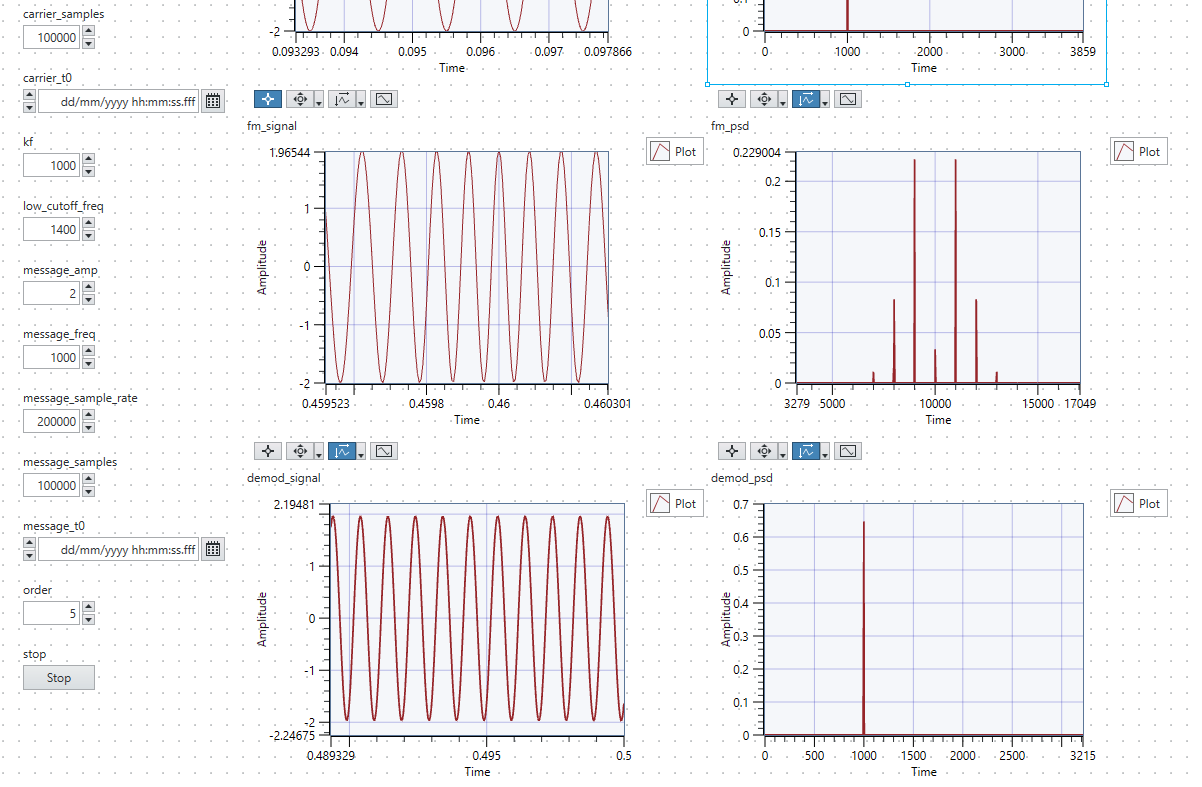 carrier_samples
100000
carrier_t0
dd/mm/yyyy hh:mm:ss.fff
kf
1000
low_cutoff_freq
1400
message_amp
2
message_freq
1000
message_sample_rate
200000
message_samples
100000
message_t0
dd/mm/yyyy hh:mm:ss.fff
order
5
stop
Stop
-2
0.093293 0.094 0.095 0.096 0.097 0.097866
Time
0
0 1000 2000 3000 3859
Time
fm_signal
Plot
1.96544
1
0
-1
-2
Amplitude
0.459523 0.4598 0.46 0.460301
Time
fm_psd
Plot
0.229004
0.2
0.15
0.1
0.05
0
Amplitude
3279 5000 10000 15000 17049
Time
demod_signal
Plot
2.19481
1
0
-1
-2
-2.24675
Amplitude
0.489329 0.495 0.5
Time
demod_psd
Plot
0.7
0.6
0.5
0.4
0.3
0.2
0.1
0
Amplitude
0 500 1000 1500 2000 2500 3215
Time